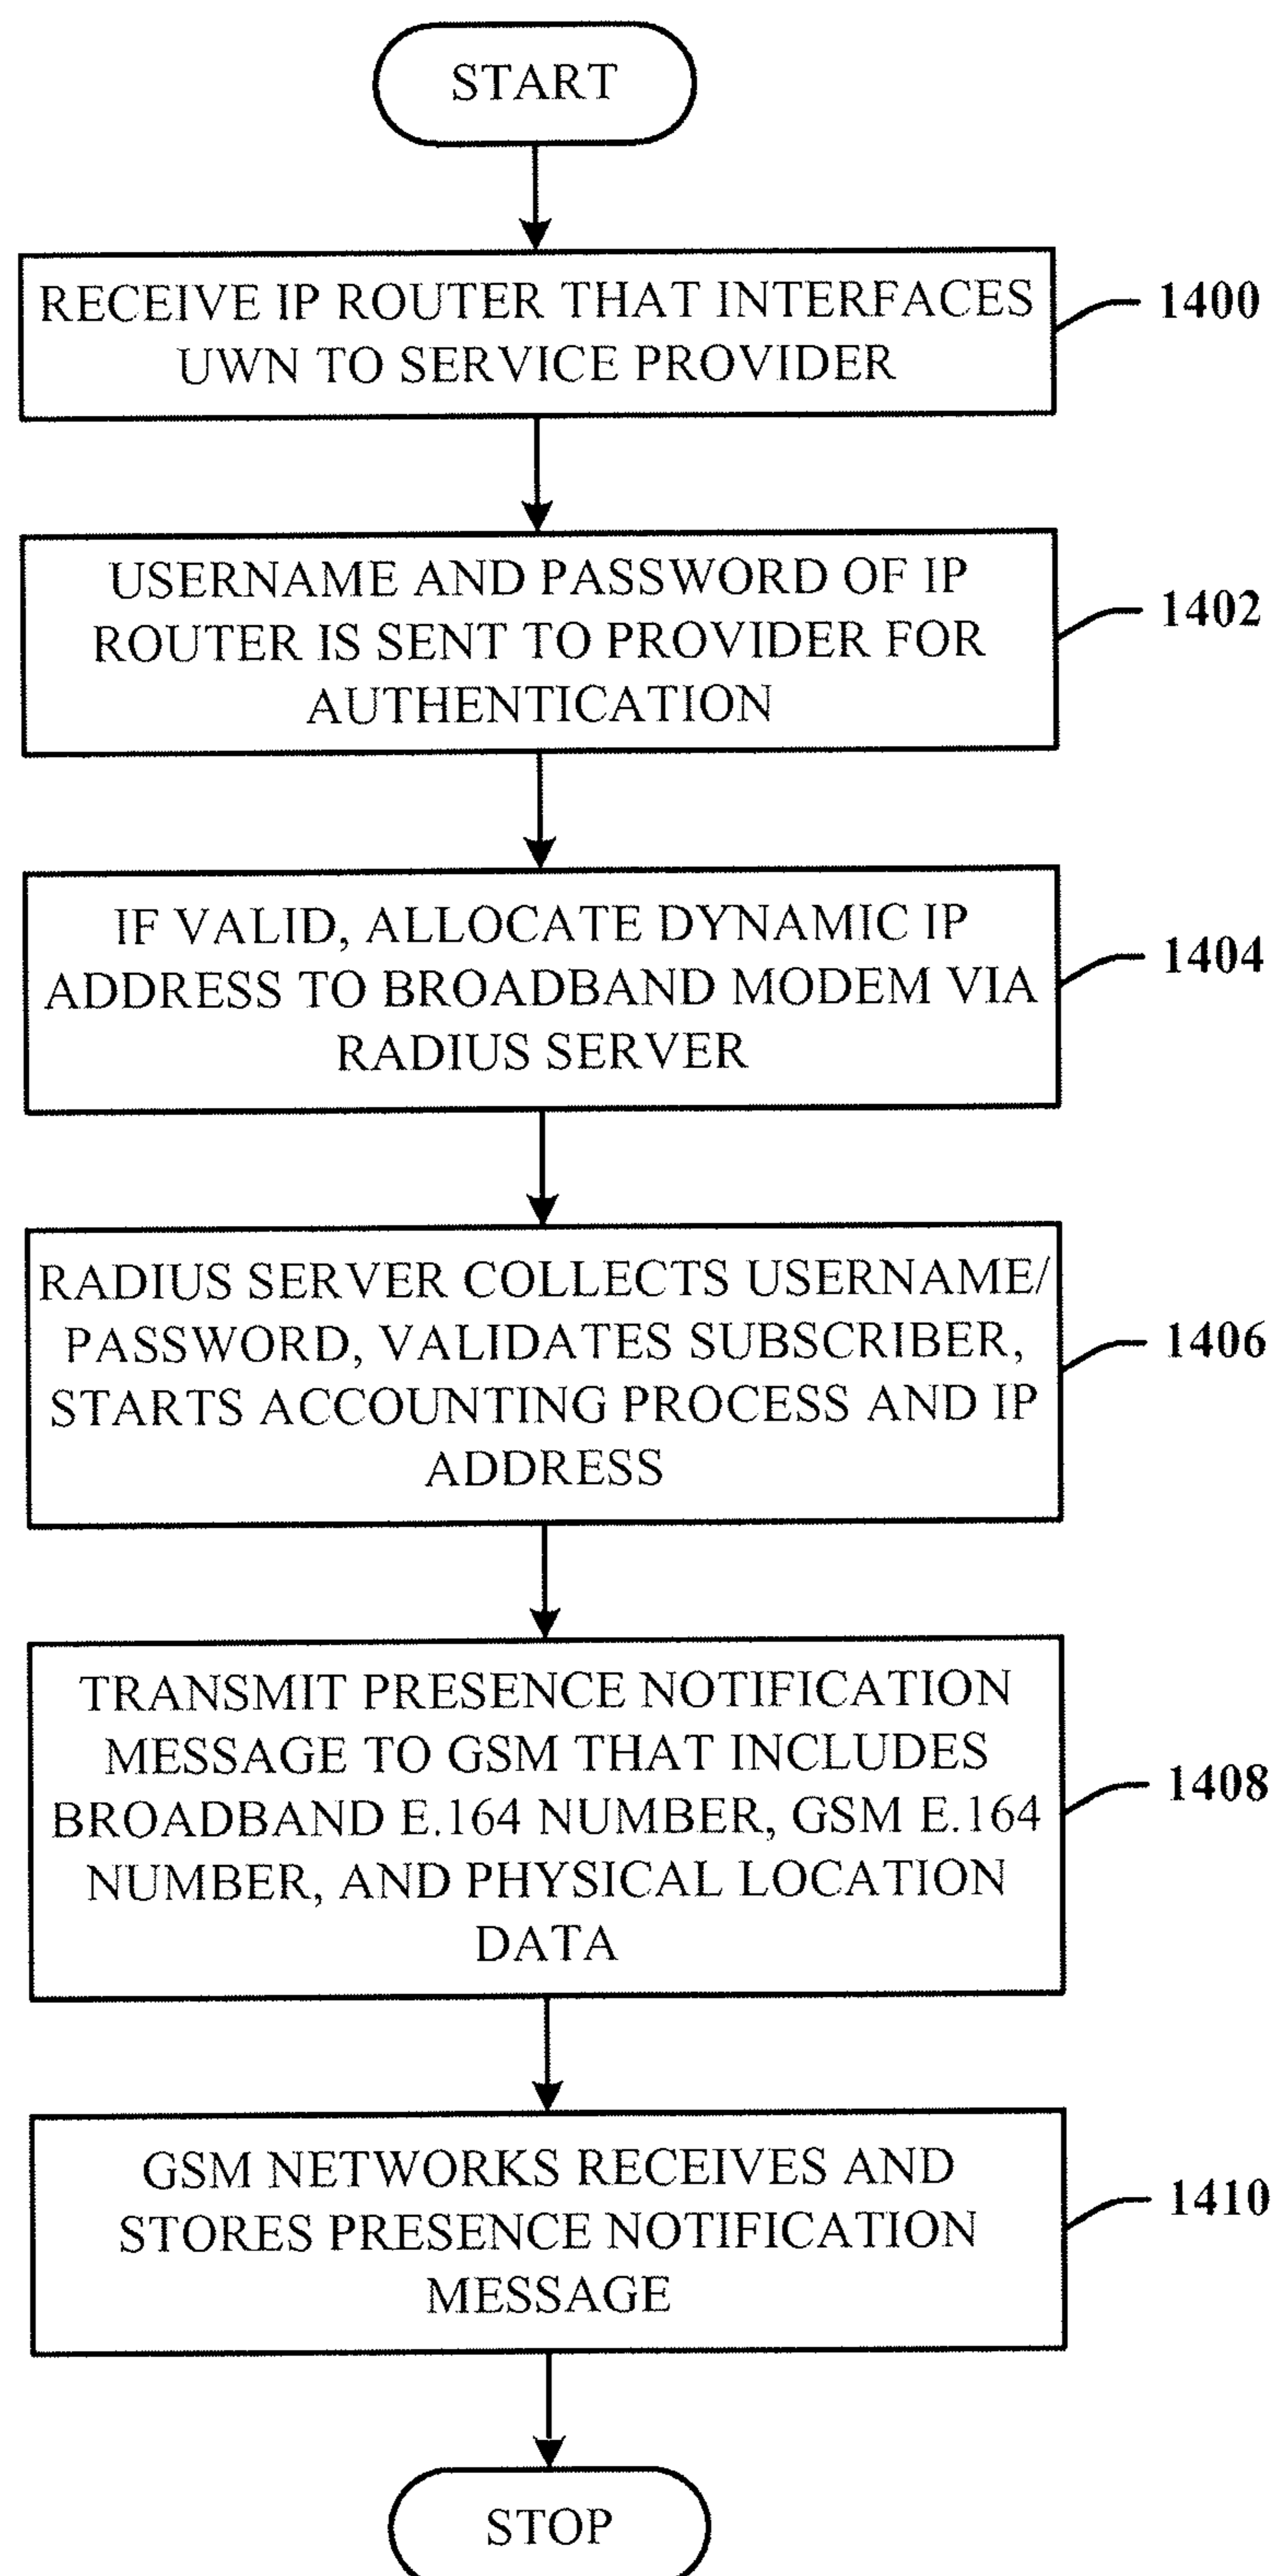 START
RECEIVE IP ROUTER THAT INTERFACES
UWN TO SERVICE PROVIDER
1400
USERNAME AND PASSWORD OF IP
ROUTER IS SENT TO PROVIDER FOR
AUTHENTICATION
1402
IF VALID, ALLOCATE DYNAMIC IP
ADDRESS TO BROADBAND MODEM VIA
RADIUS SERVER
1404
RADIUS SERVER COLLECTS USERNAME/
PASSWORD, VALIDATES SUBSCRIBER,
STARTS ACCOUNTING PROCESS AND IP
ADDRESS
1406
TRANSMIT PRESENCE NOTIFICATION
MESSAGE TO GSM THAT INCLUDES
BROADBAND E.164 NUMBER, GSM E.164
NUMBER, AND PHYSICAL LOCATION
DATA
1408
GSM NETWORKS RECEIVES AND
STORES PRESENCE NOTIFICATION
MESSAGE
1410
STOP